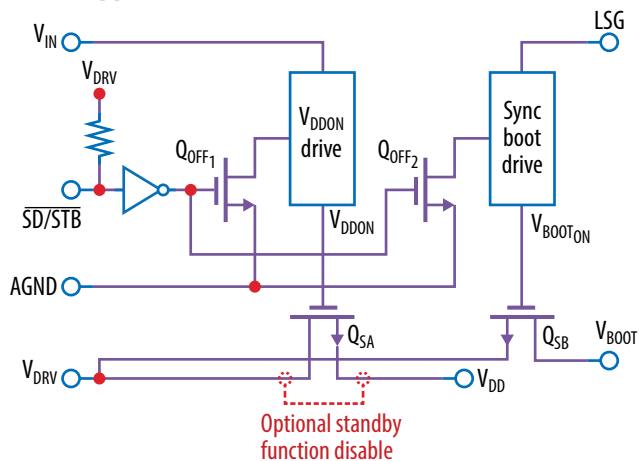 V_IN
LSG
V_DRV
V_DDON
drive
Sync
boot
drive
Q_OFF1
Q_OFF2
SD/STB
V_DDON
V_BOOTON
AGND
Q_SA
Q_SB
V_BOOT
V_DRV
V_DD
Optional standby
function disable